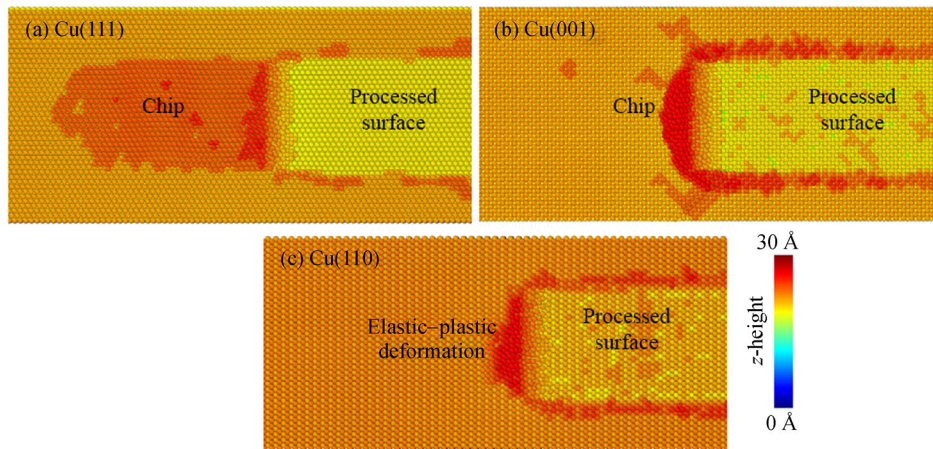 (a) Cu(111)
Chip
Processed
surface
(b) Cu(001)
Chip
Processed
surface
(c) Cu(110)
Elastic–plastic
deformation
Processed
surface
30 Å
z-height
0 Å